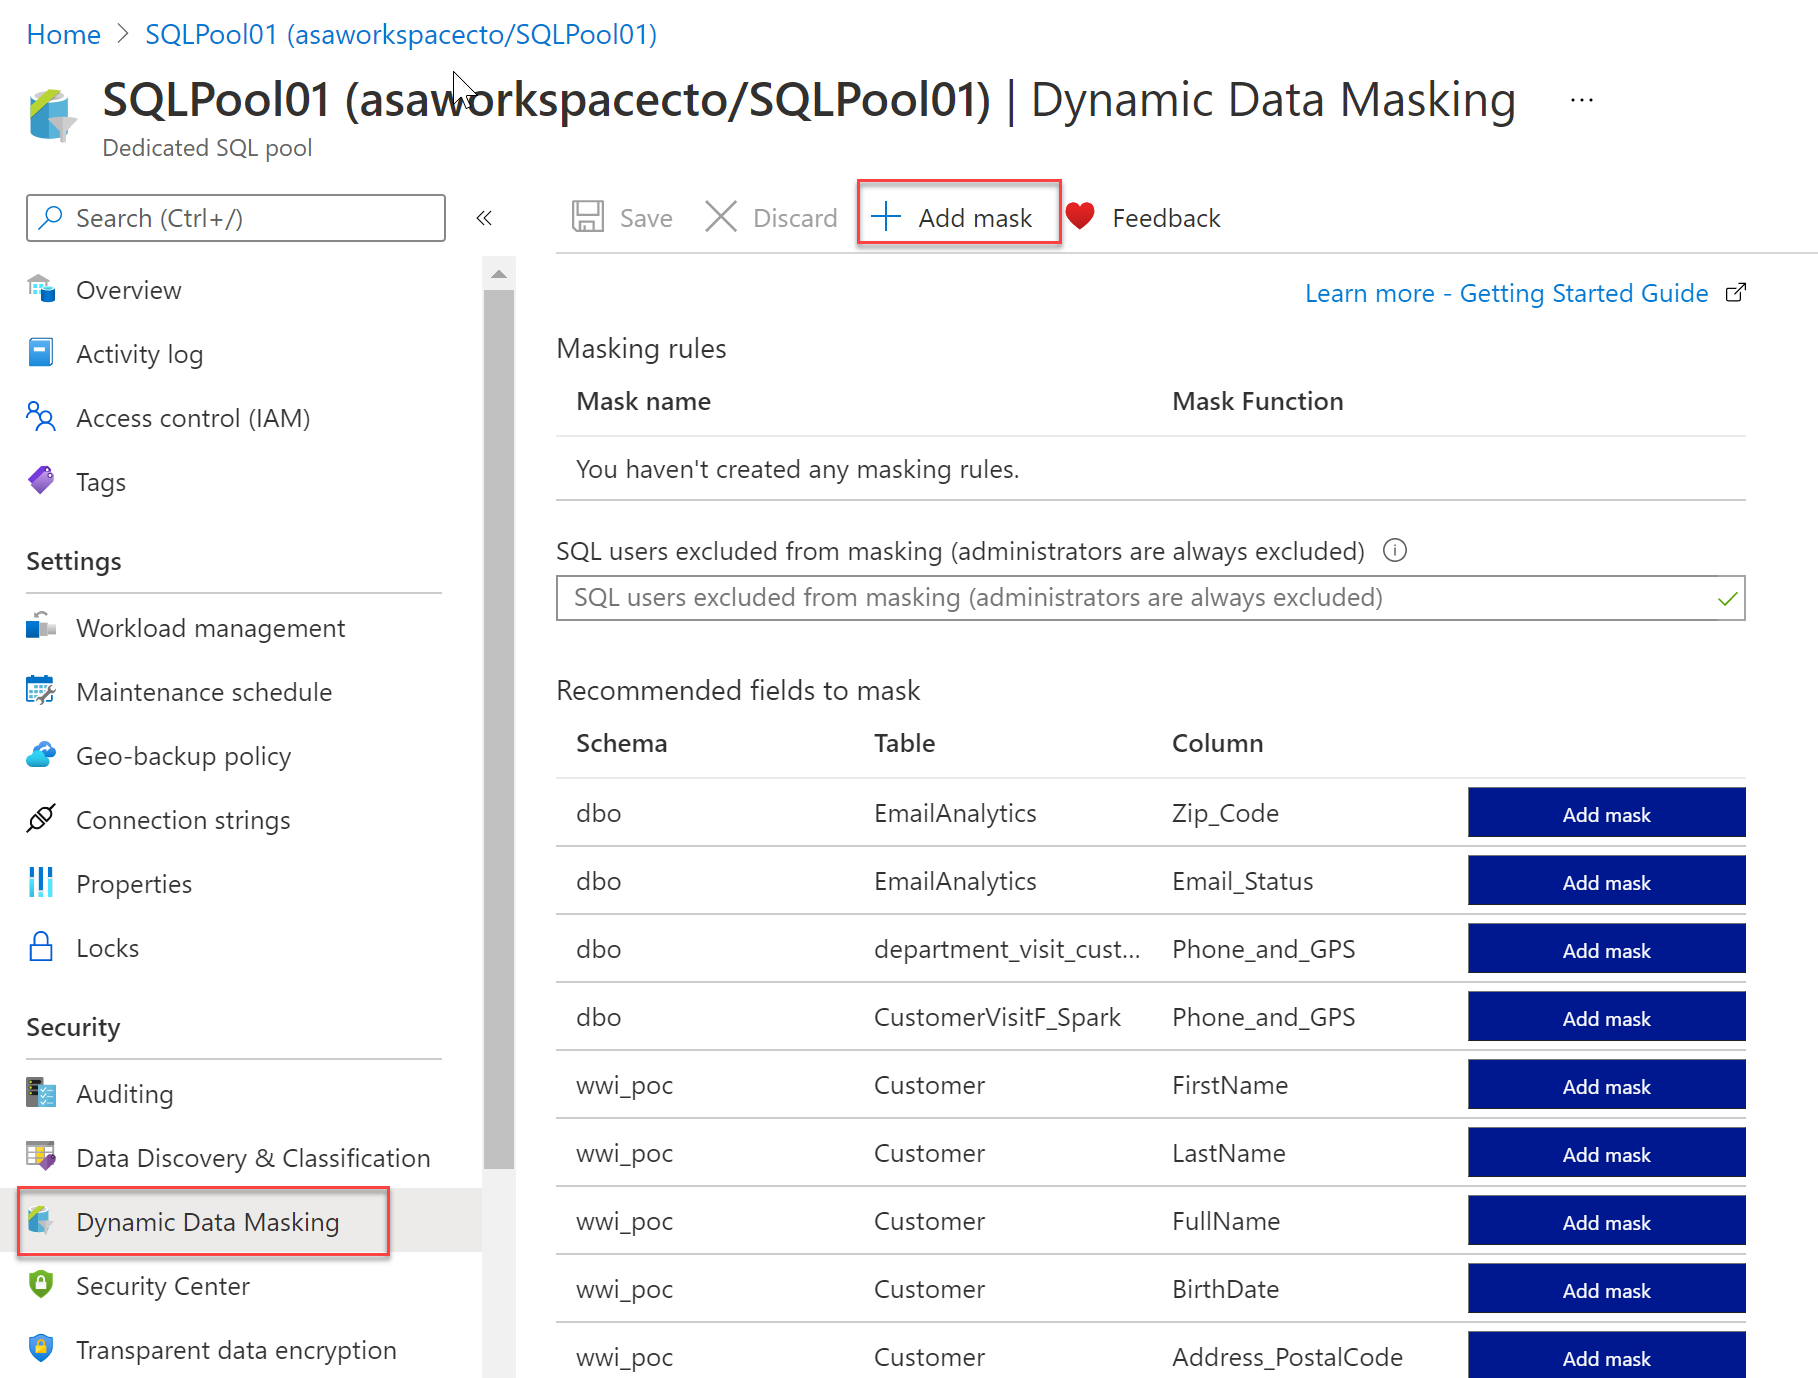 Home > SQLPool01 (asaworkspacecto/SQLPool01)
SQLPool01 (asaworkspacecto/SQLPool01) | Dynamic Data Masking ...
Dedicated SQL pool
Search (Ctrl+/)
«
Save
Discard
Add mask
Feedback
Overview
Activity log
Access control (IAM)
Tags
Settings
Workload management
Maintenance schedule
Geo-backup policy
Connection strings
Properties
Locks
Security
Auditing
Data Discovery & Classification
Dynamic Data Masking
Security Center
Transparent data encryption
Learn more - Getting Started Guide
Masking rules
Mask name Mask Function
You haven't created any masking rules.
SQL users excluded from masking (administrators are always excluded)
SQL users excluded from masking (administrators are always excluded)
Recommended fields to mask
Schema Table Column
dbo EmailAnalytics Zip_Code Add mask
dbo EmailAnalytics Email_Status Add mask
dbo department_visit_cust... Phone_and_GPS Add mask
dbo CustomerVisitF_Spark Phone_and_GPS Add mask
wwi_poc Customer FirstName Add mask
wwi_poc Customer LastName Add mask
wwi_poc Customer FullName Add mask
wwi_poc Customer BirthDate Add mask
wwi_poc Customer Address_PostalCode Add mask